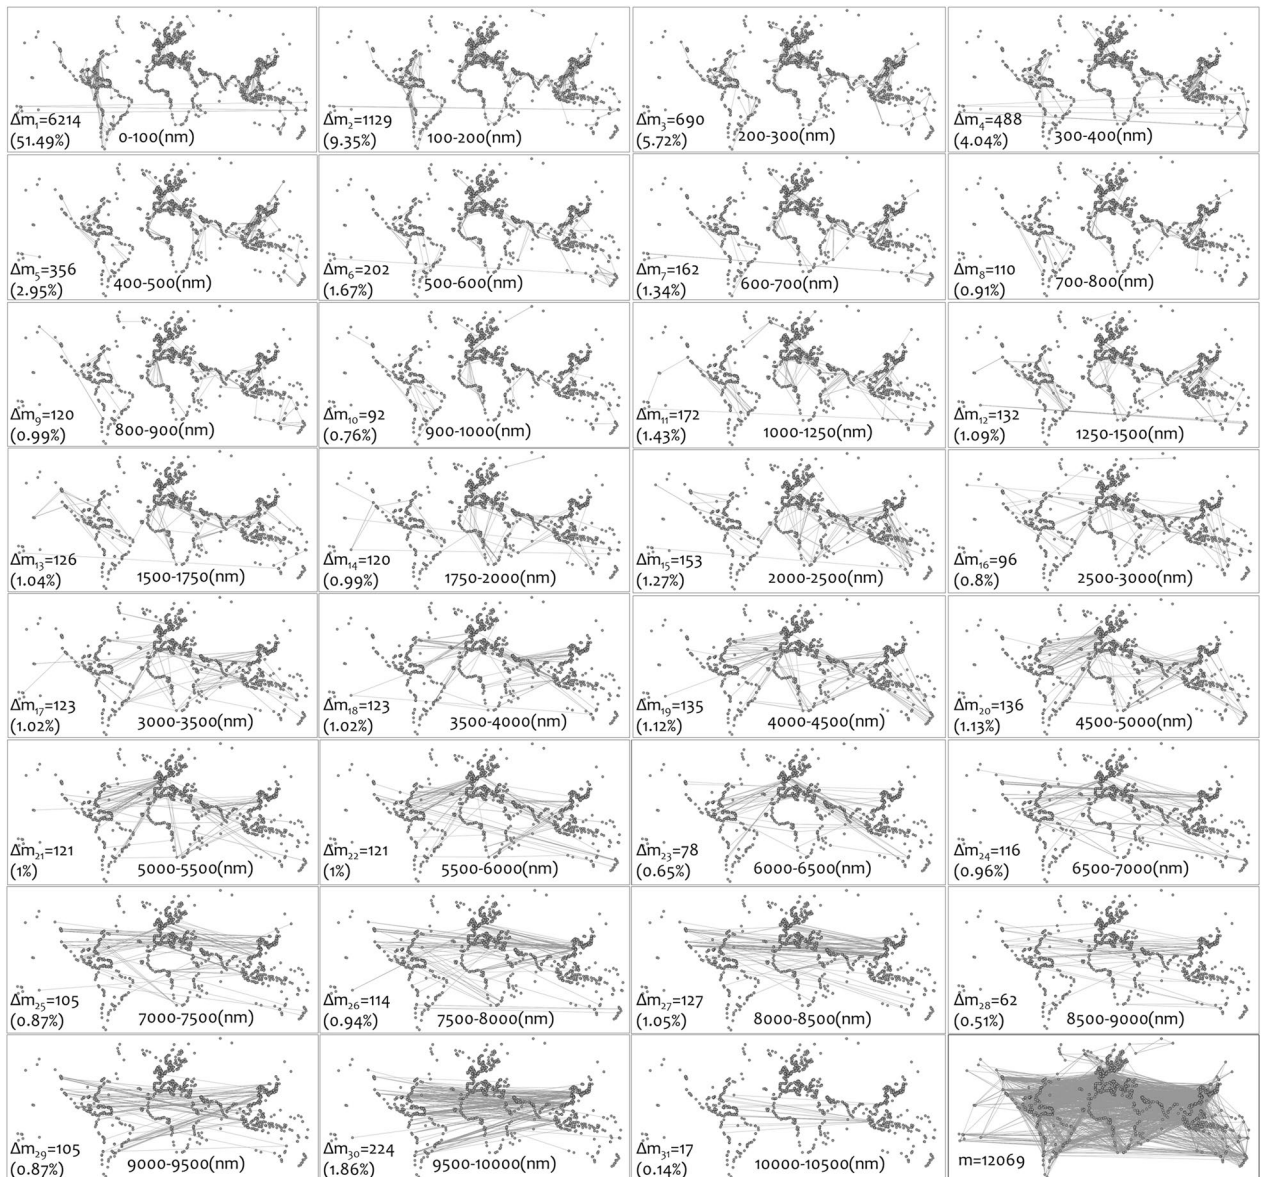 Δm₁=6214
(51.49%)
0-100(nm)
Δm₂=1129
(9.35%)
100-200(nm)
Δm₃=690
(5.72%)
200-300(nm)
Δm₄=488
(4.04%)
300-400(nm)
Δm₅=356
(2.95%)
400-500(nm)
Δm₆=202
(1.67%)
500-600(nm)
Δm₇=162
(1.34%)
600-700(nm)
Δm₈=110
(0.91%)
700-800(nm)
Δm₉=120
(0.99%)
800-900(nm)
Δm₁₀=92
(0.76%)
900-1000(nm)
Δm₁₁=172
(1.43%)
1000-1250(nm)
Δm₁₂=132
(1.09%)
1250-1500(nm)
Δm₁₃=126
(1.04%)
1500-1750(nm)
Δm₁₄=120
(0.99%)
1750-2000(nm)
Δm₁₅=153
(1.27%)
2000-2500(nm)
Δm₁₆=96
(0.8%)
2500-3000(nm)
Δm₁₇=123
(1.02%)
3000-3500(nm)
Δm₁₈=123
(1.02%)
3500-4000(nm)
Δm₁₉=135
(1.12%)
4000-4500(nm)
Δm₂₀=136
(1.13%)
4500-5000(nm)
Δm₂₁=121
(1%)
5000-5500(nm)
Δm₂₂=121
(1%)
5500-6000(nm)
Δm₂₃=78
(0.65%)
6000-6500(nm)
Δm₂₄=116
(0.96%)
6500-7000(nm)
Δm₂₅=105
(0.87%)
7000-7500(nm)
Δm₂₆=114
(0.94%)
7500-8000(nm)
Δm₂₇=127
(1.05%)
8000-8500(nm)
Δm₂₈=62
(0.51%)
8500-9000(nm)
Δm₂₉=105
(0.87%)
9000-9500(nm)
Δm₃₀=224
(1.86%)
9500-10000(nm)
Δm₃₁=17
(0.14%)
10000-10500(nm)
m=12069